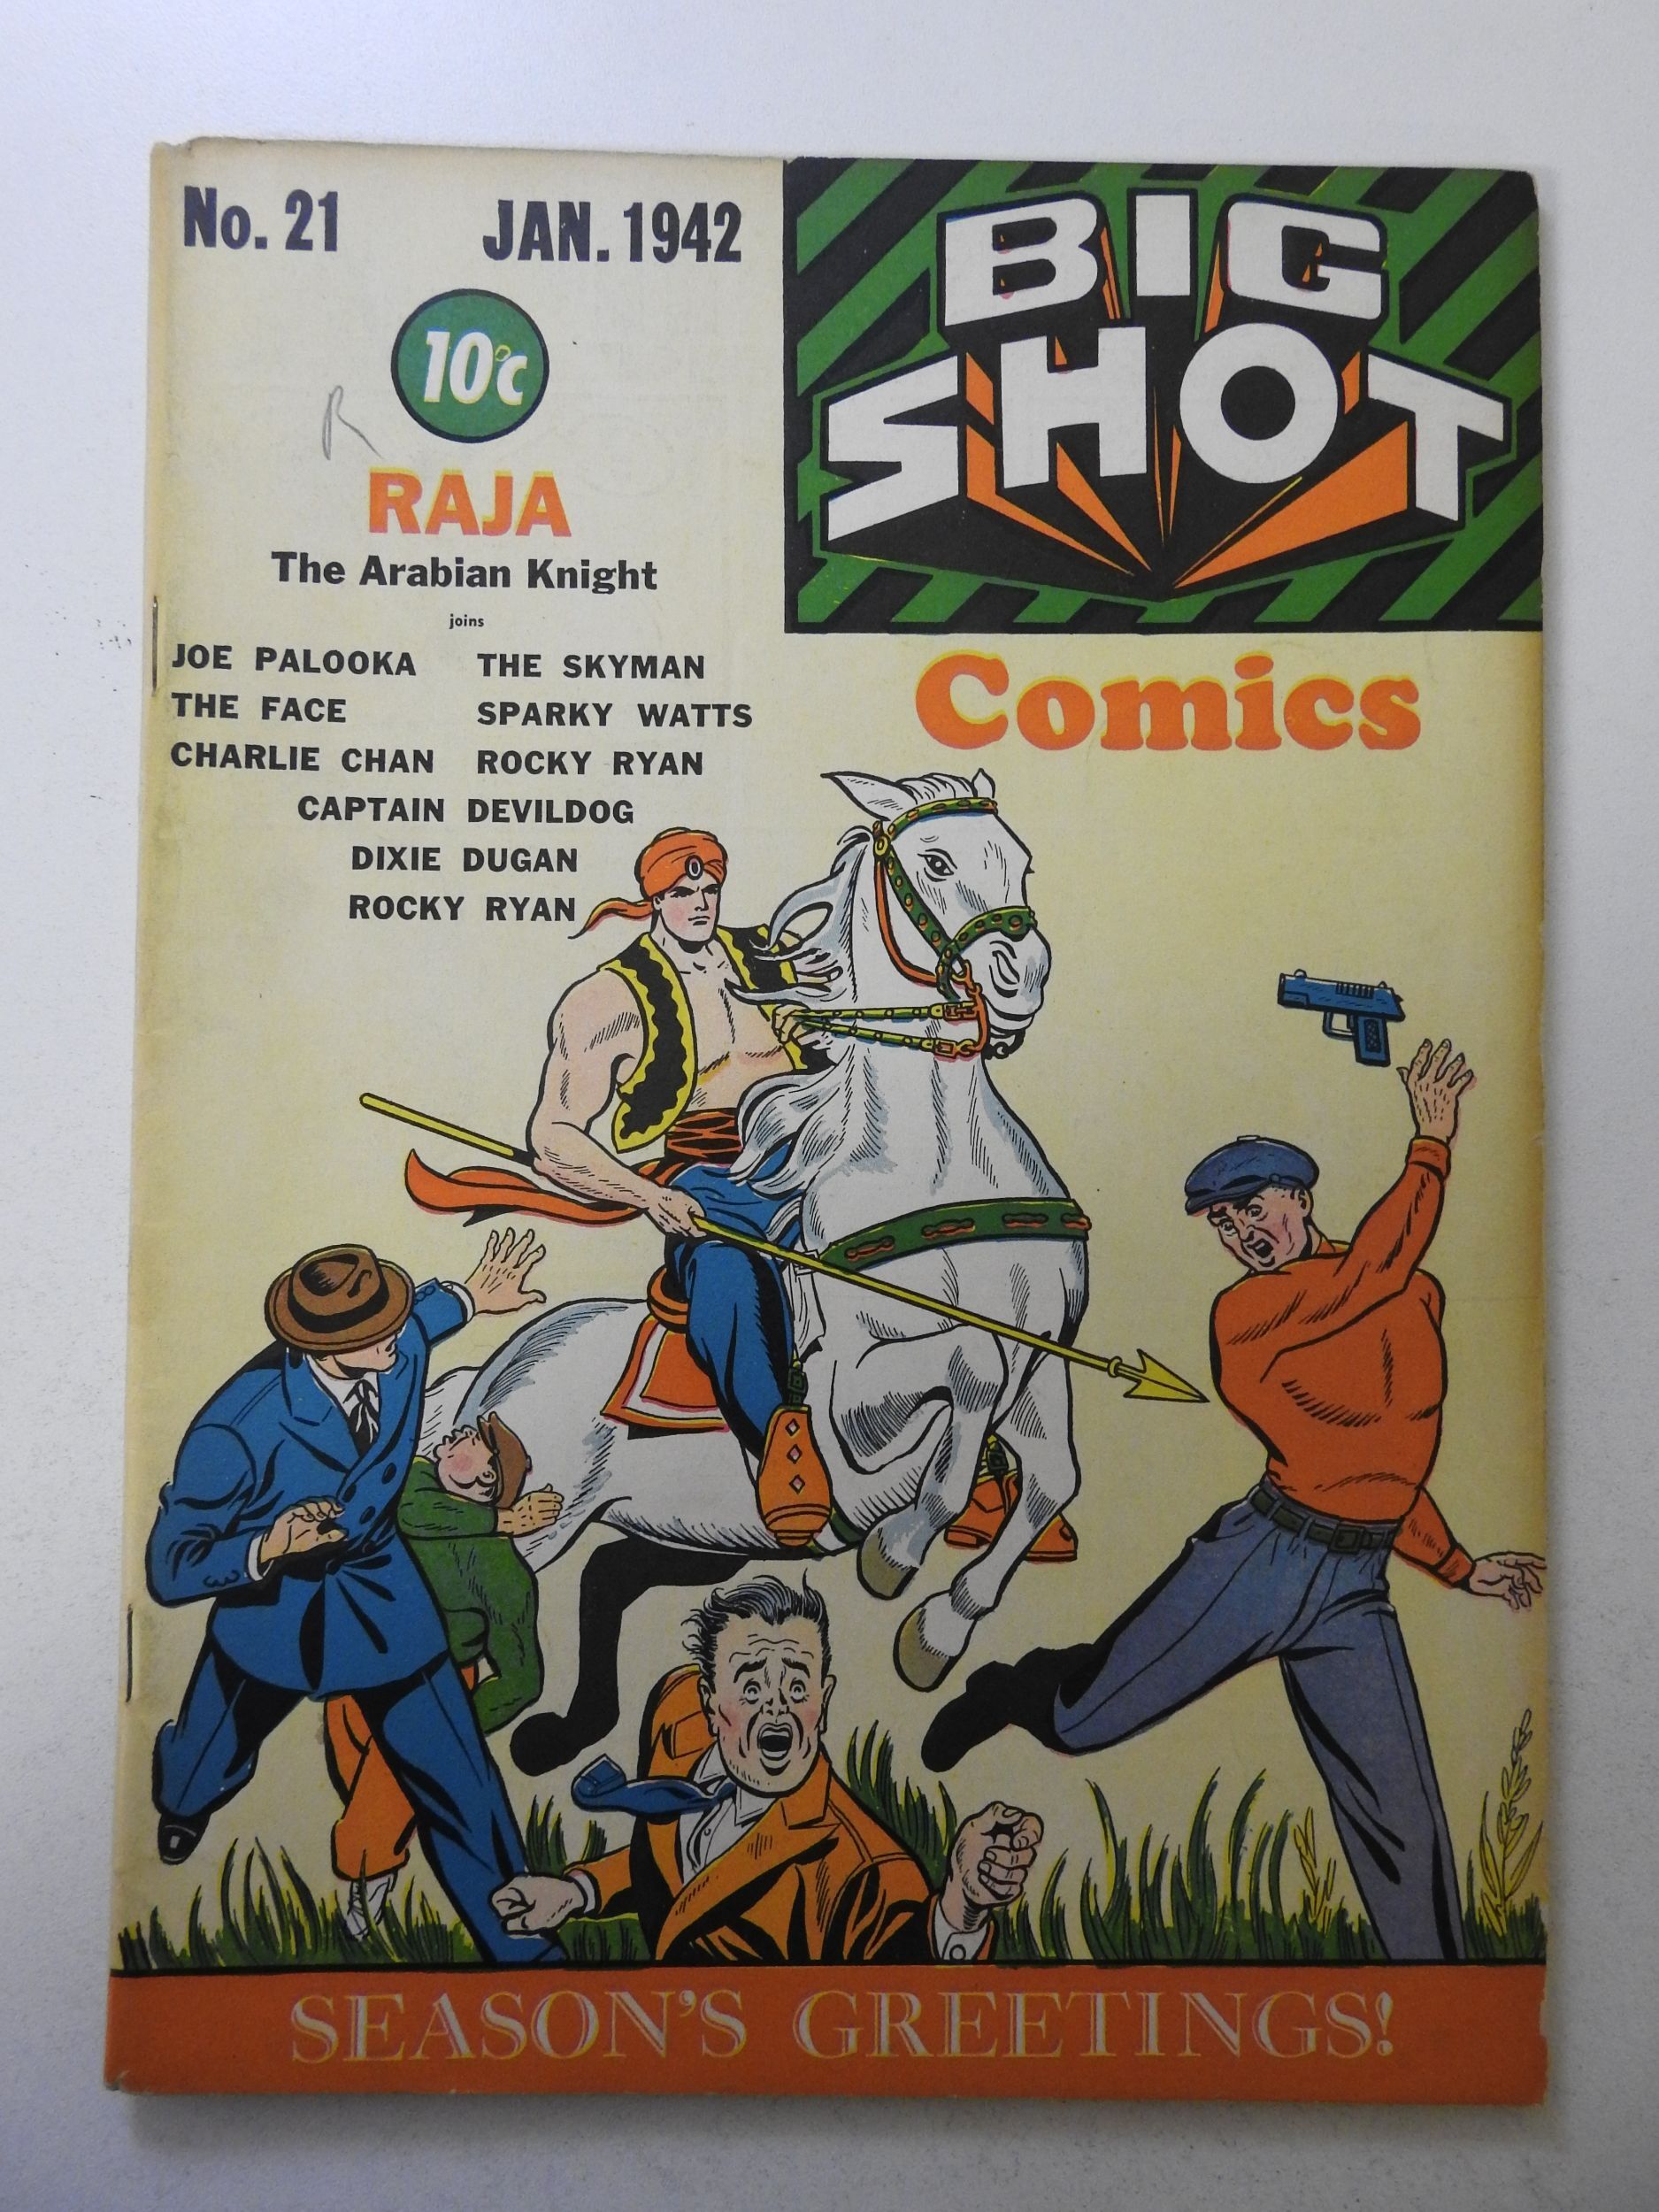 No. 21 JAN. 1942
10¢
R
RAJA
The Arabian Knight
joins
JOE PALOOKA THE SKYMAN
THE FACE SPARKY WATTS
CHARLIE CHAN ROCKY RYAN
CAPTAIN DEVILDOG
DIXIE DUGAN
ROCKY RYAN
BIG
SHOT
Comics
SEASON'S GREETINGS!